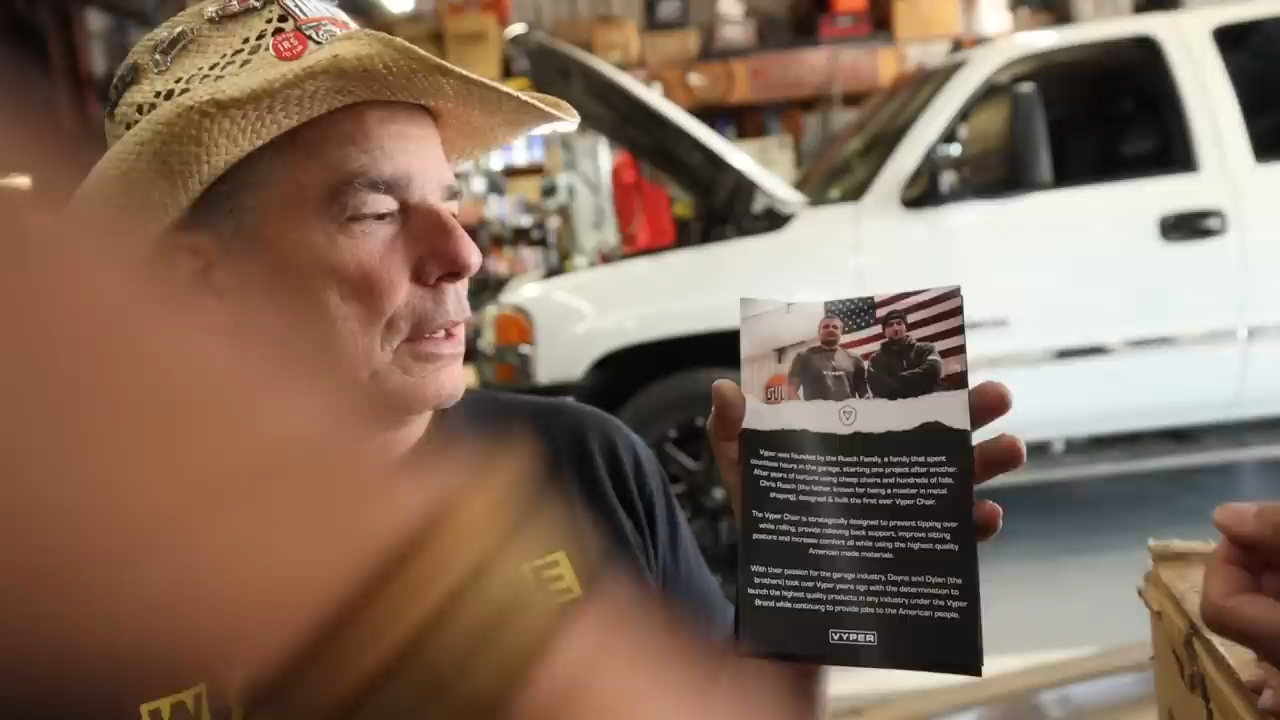 IRS
Vyper was founded by the Ruach Family, a family that spent
countless hours in the garage, starting one project after another.
After years of torture using cheap chairs and hundreds of falls,
Chris Ruach (the father, known for being a master in metal
shaping), designed & built the first ever Vyper Chair.
The Vyper Chair is strategically designed to prevent tipping over
while rolling, provide relieving back support, improve sitting
posture and increase comfort all while using the highest quality
American made materials.
With their passion for the garage industry, Dayne and Dylan (the
brothers) took over Vyper years ago with the determination to
launch the highest quality products in any industry under the Vyper
Brand while continuing to provide jobs to the American people.
VYPER